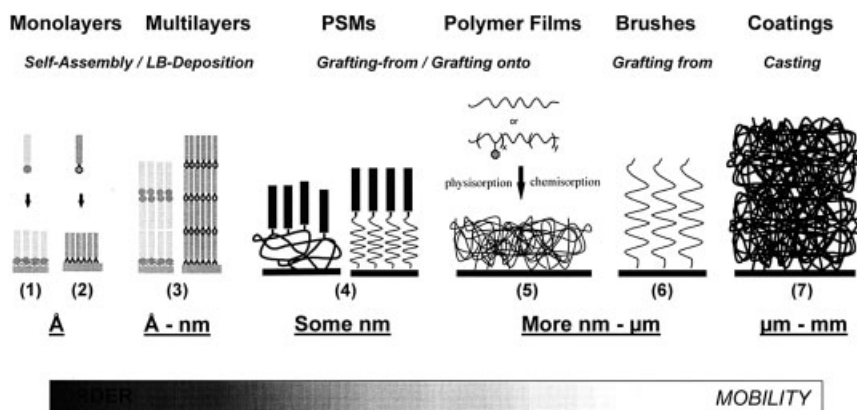 Monolayers Multilayers PSMs Polymer Films Brushes Coatings
Self-Assembly / LB-Deposition Grafting-from / Grafting onto Grafting from Casting
or
x y
physisorption chemisorption
(1) (2) (3) (4) (5) (6) (7)
Å Å - nm Some nm More nm - µm µm - mm
ORDER MOBILITY